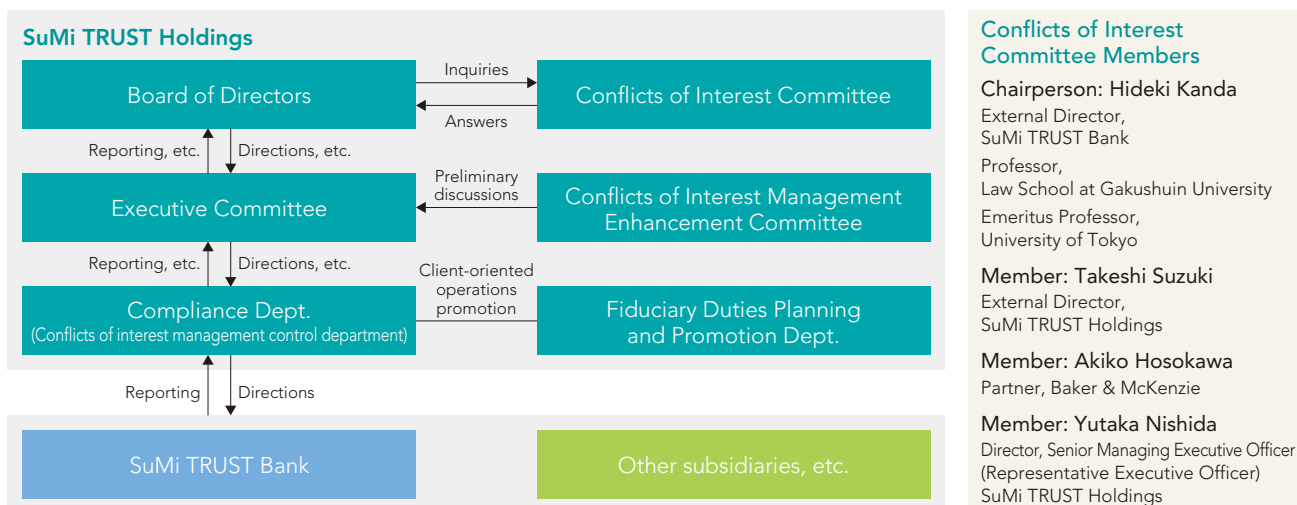 SuMi TRUST Holdings
Board of Directors
Inquiries
Answers
Conflicts of Interest Committee
Reporting, etc.
Directions, etc.
Executive Committee
Preliminary
discussions
Conflicts of Interest Management
Enhancement Committee
Reporting, etc.
Directions, etc.
Compliance Dept.
(Conflicts of interest management control department)
Client-oriented
operations
promotion
Fiduciary Duties Planning
and Promotion Dept.
Reporting
Directions
SuMi TRUST Bank
Other subsidiaries, etc.
Conflicts of Interest
Committee Members
Chairperson: Hideki Kanda
External Director,
SuMi TRUST Bank
Professor,
Law School at Gakushuin University
Emeritus Professor,
University of Tokyo
Member: Takeshi Suzuki
External Director,
SuMi TRUST Holdings
Member: Akiko Hosokawa
Partner, Baker & McKenzie
Member: Yutaka Nishida
Director, Senior Managing Executive Officer
(Representative Executive Officer)
SuMi TRUST Holdings